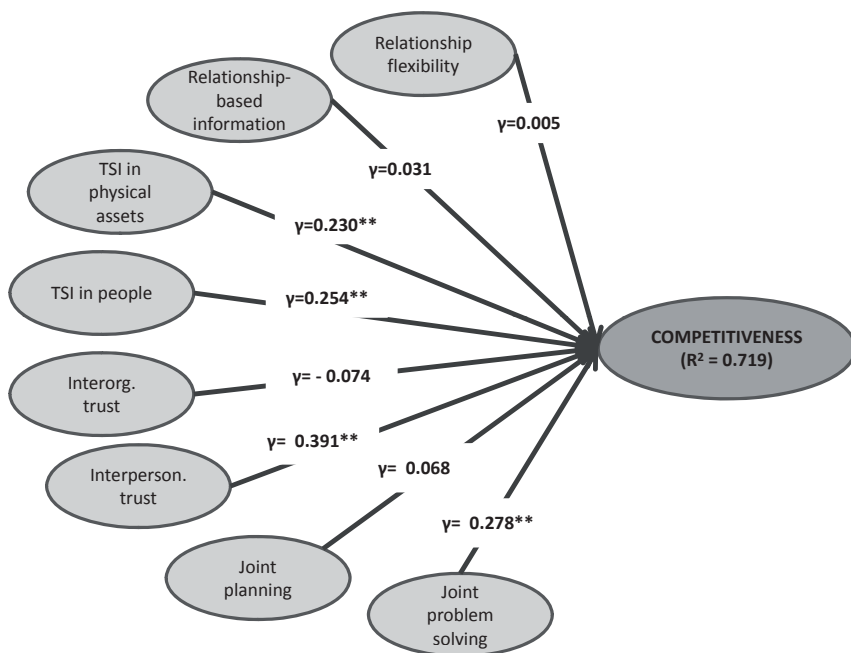 Relationship
flexibility
Relationship-
based
information
γ=0.005
γ=0.031
TSI in
physical
assets
γ=0.230**
TSI in people
γ=0.254**
COMPETITIVENESS
(R² = 0.719)
Interorg.
trust
γ= - 0.074
Interperson.
trust
γ= 0.391**
γ= 0.068
Joint
planning
γ= 0.278**
Joint
problem
solving